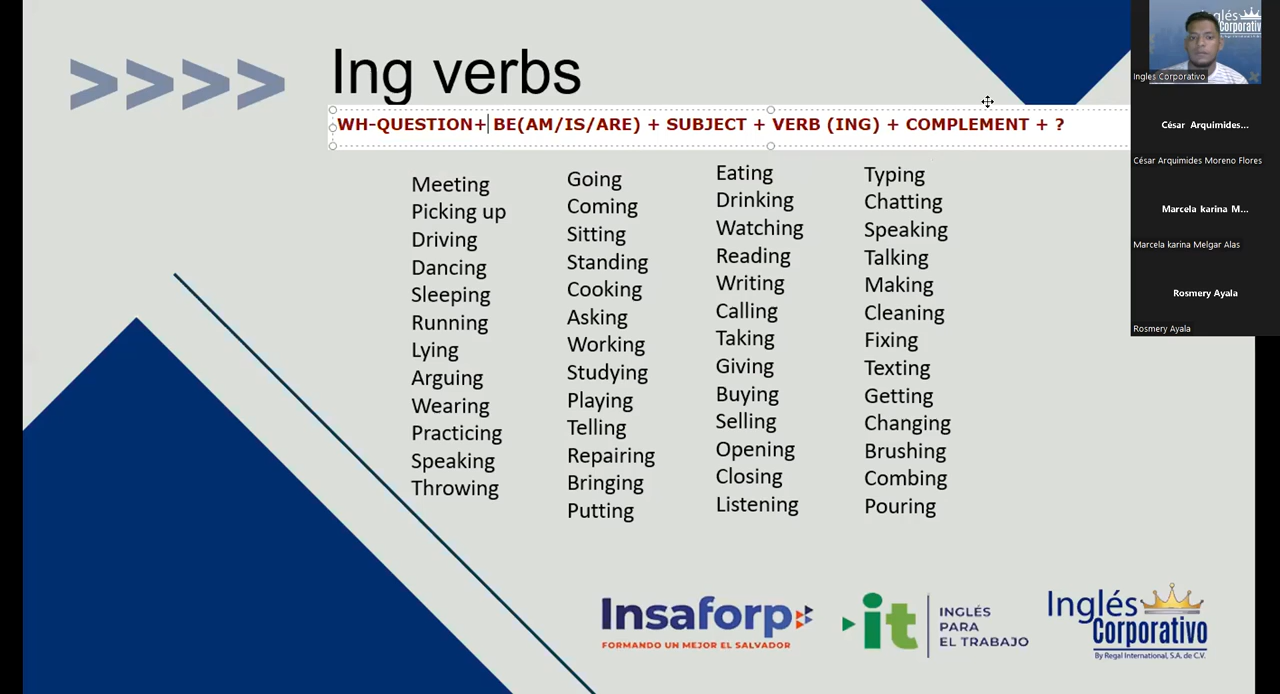 >>>> Ing verbs
WH-QUESTION+ BE(AM/IS/ARE) + SUBJECT + VERB (ING) + COMPLEMENT + ?
Meeting
Picking up
Driving
Dancing
Sleeping
Running
Lying
Arguing
Wearing
Practicing
Speaking
Throwing
Going
Coming
Sitting
Standing
Cooking
Asking
Working
Studying
Playing
Telling
Repairing
Bringing
Putting
Eating
Drinking
Watching
Reading
Writing
Calling
Taking
Giving
Buying
Selling
Opening
Closing
Listening
Typing
Chatting
Speaking
Talking
Making
Cleaning
Fixing
Texting
Getting
Changing
Brushing
Combing
Pouring
Insaforp
FORMANDO UN MEJOR EL SALVADOR
it
INGLÉS
PARA
EL TRABAJO
Inglés
Corporativo
By Regal International, S.A. de C.V.
Inglés
Corporativo
Ingles Corporativo
César Arquimides...
César Arquimides Moreno Flores
Marcela karina M...
Marcela karina Melgar Alas
Rosmery Ayala
Rosmery Ayala